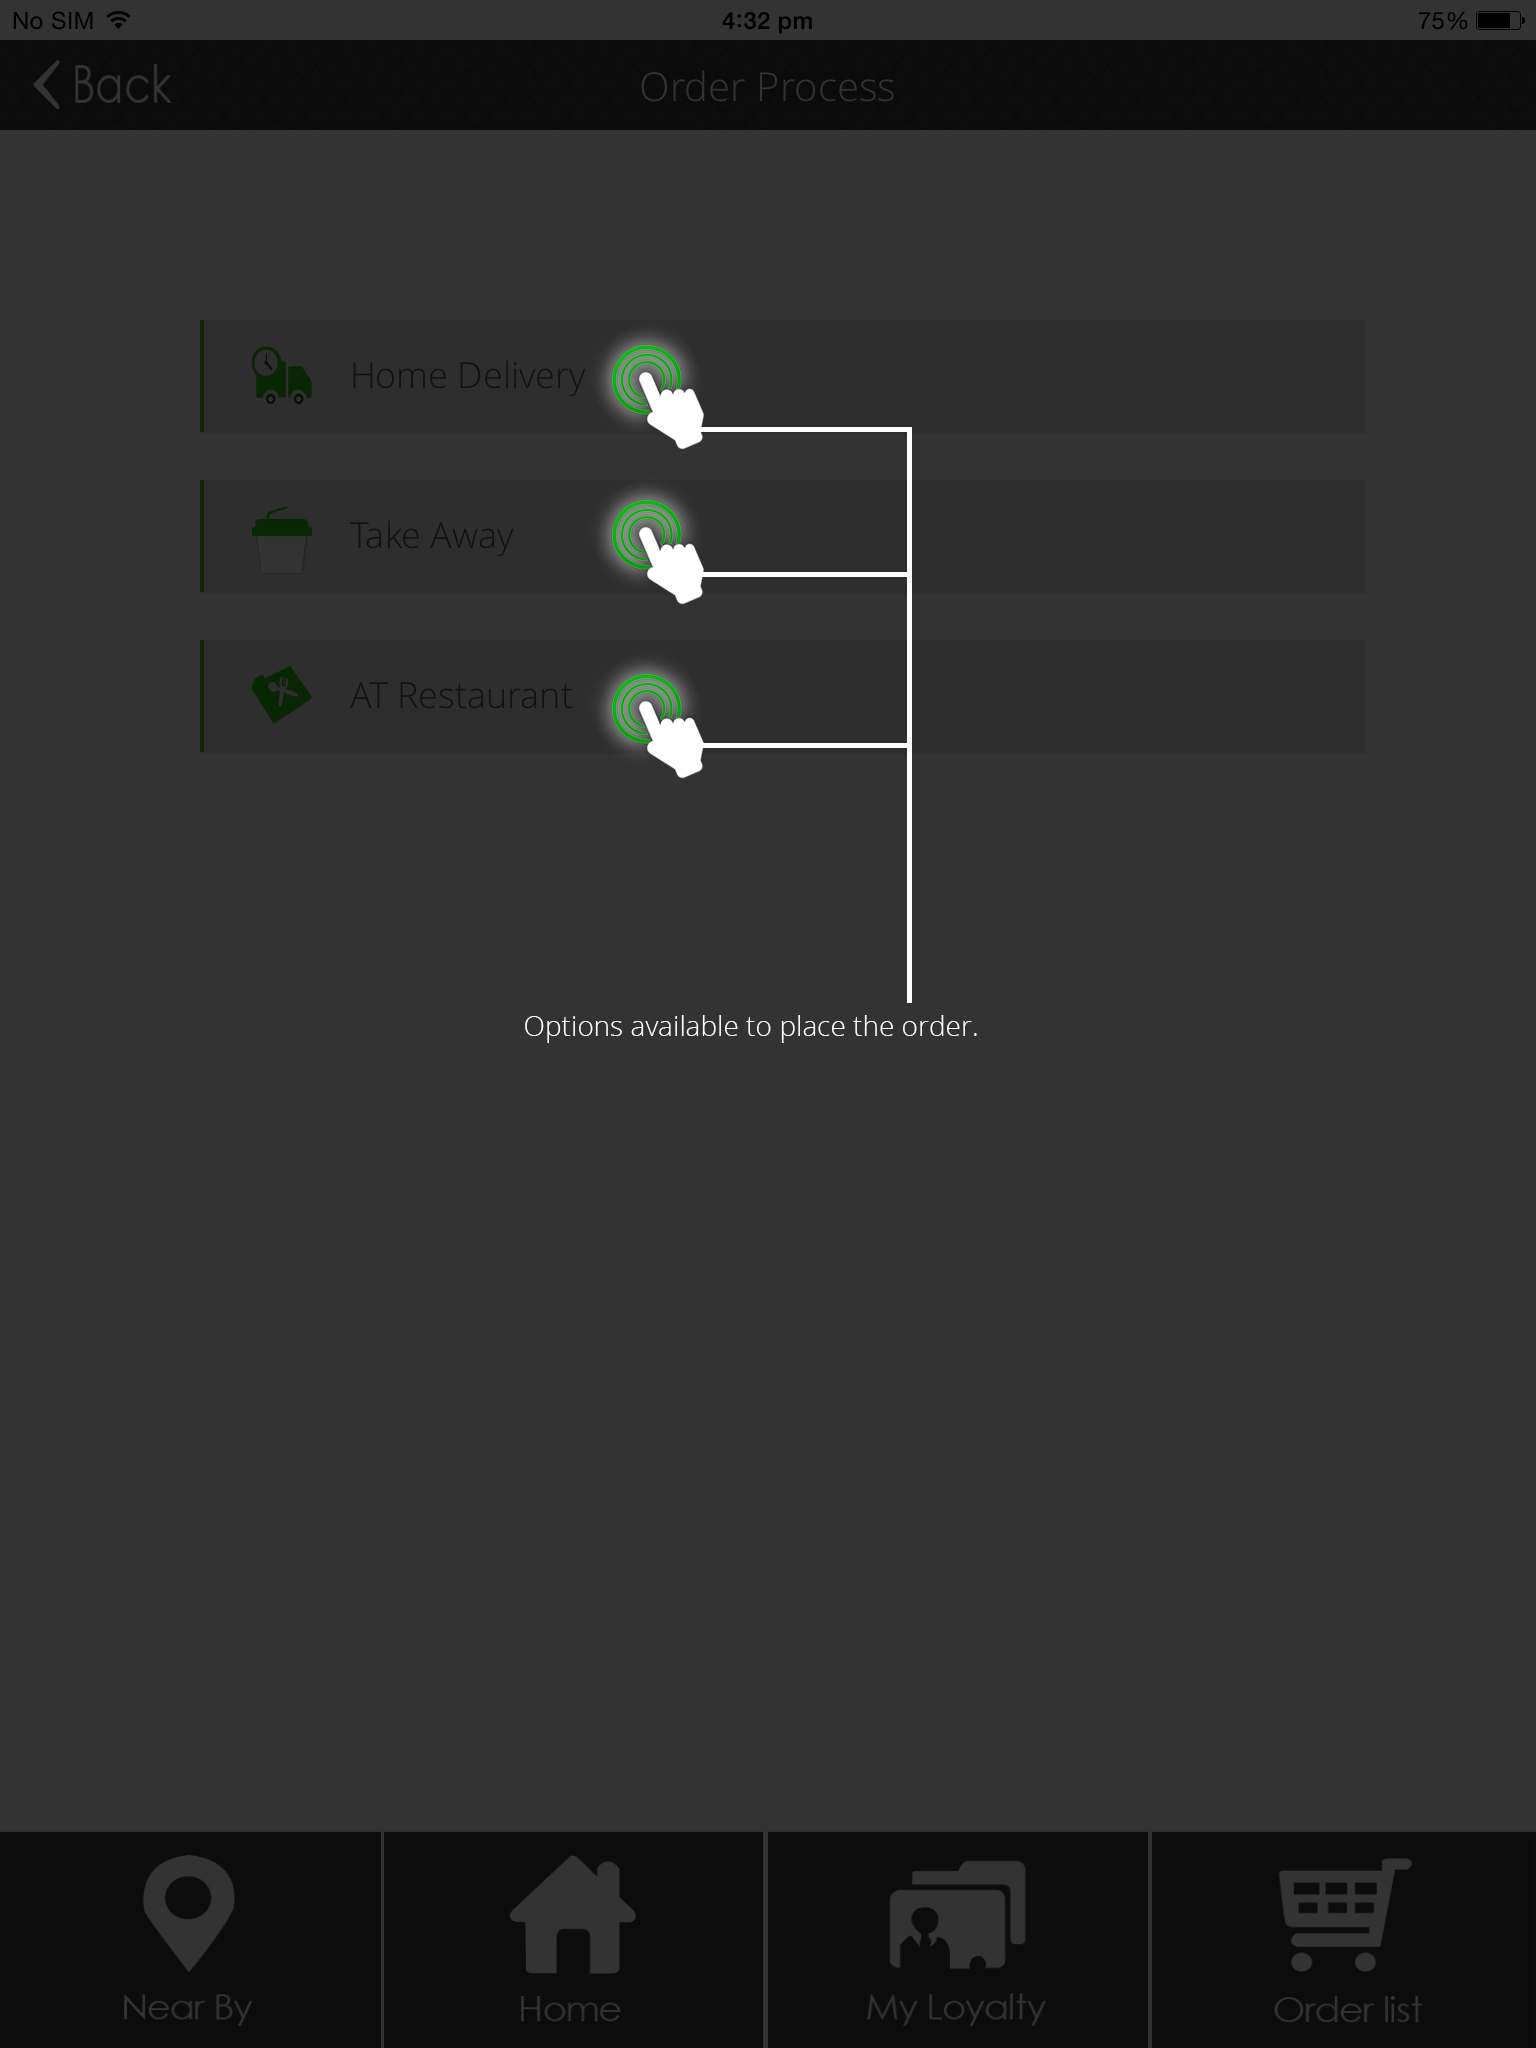 No SIM 4:32 pm 75%
Back Order Process
Home Delivery
Take Away
AT Restaurant
Options available to place the order.
Near By Home My Loyalty Order list